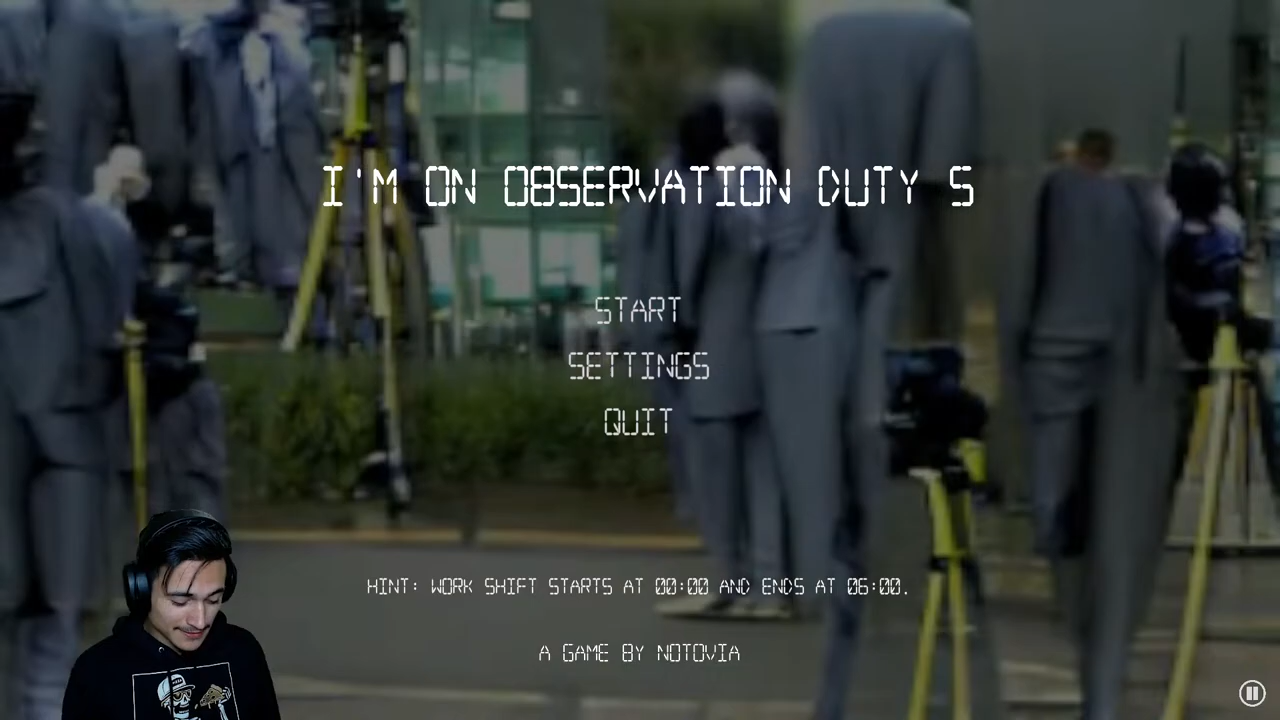 I'M ON OBSERVATION DUTY 5
START
SETTINGS
QUIT
HINT: WORK SHIFT STARTS AT 00:00 AND ENDS AT 06:00.
A GAME BY NOTOVIA